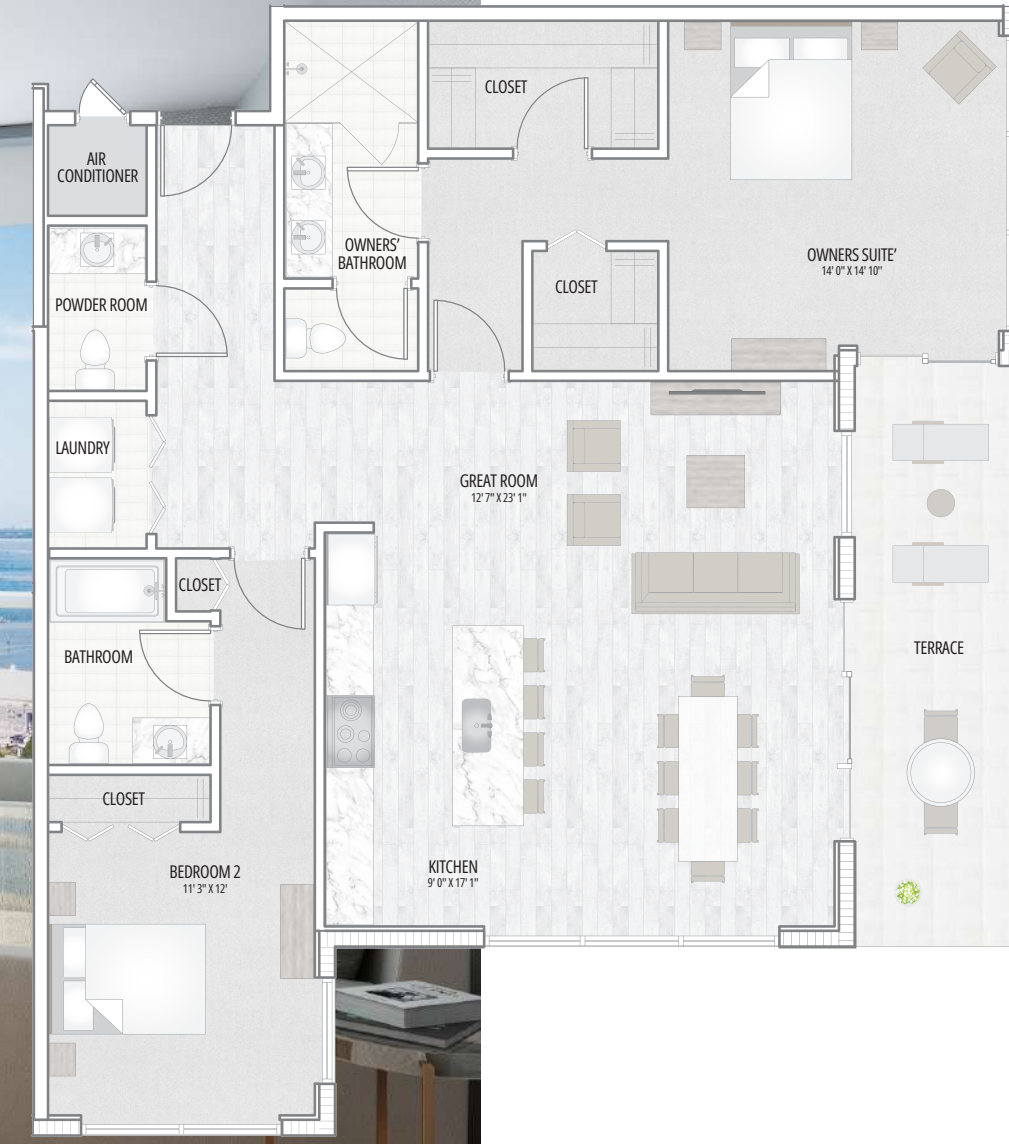 CLOSET
AIR
CONDITIONER
OWNERS'
BATHROOM
OWNERS SUITE'
14' 0" X 14' 10"
CLOSET
POWDER ROOM
LAUNDRY
GREAT ROOM
12' 7" X 23' 1"
CLOSET
BATHROOM
TERRACE
CLOSET
KITCHEN
9' 0" X 17' 1"
BEDROOM 2
11' 3" X 12'